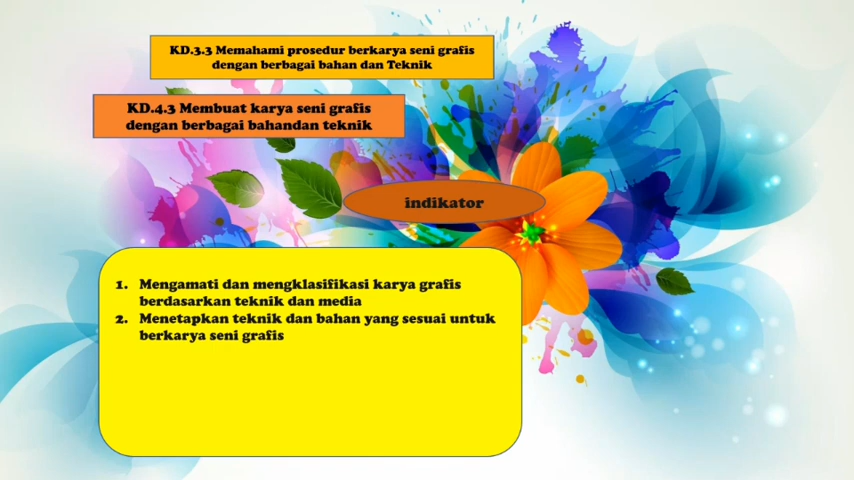 KD.3.3 Memahami prosedur berkarya seni grafis
dengan berbagai bahan dan Teknik
KD.4.3 Membuat karya seni grafis
dengan berbagai bahandan teknik
indikator
1. Mengamati dan mengklasifikasi karya grafis
berdasarkan teknik dan media
2. Menetapkan teknik dan bahan yang sesuai untuk
berkarya seni grafis